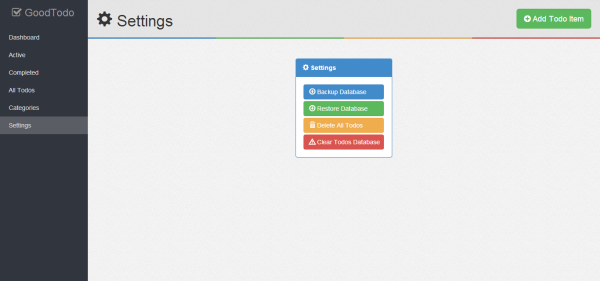 GoodTodo
Dashboard
Active
Completed
All Todos
Categories
Settings
Settings
Add Todo Item
Settings
Backup Database
Restore Database
Delete All Todos
Clear Todos Database